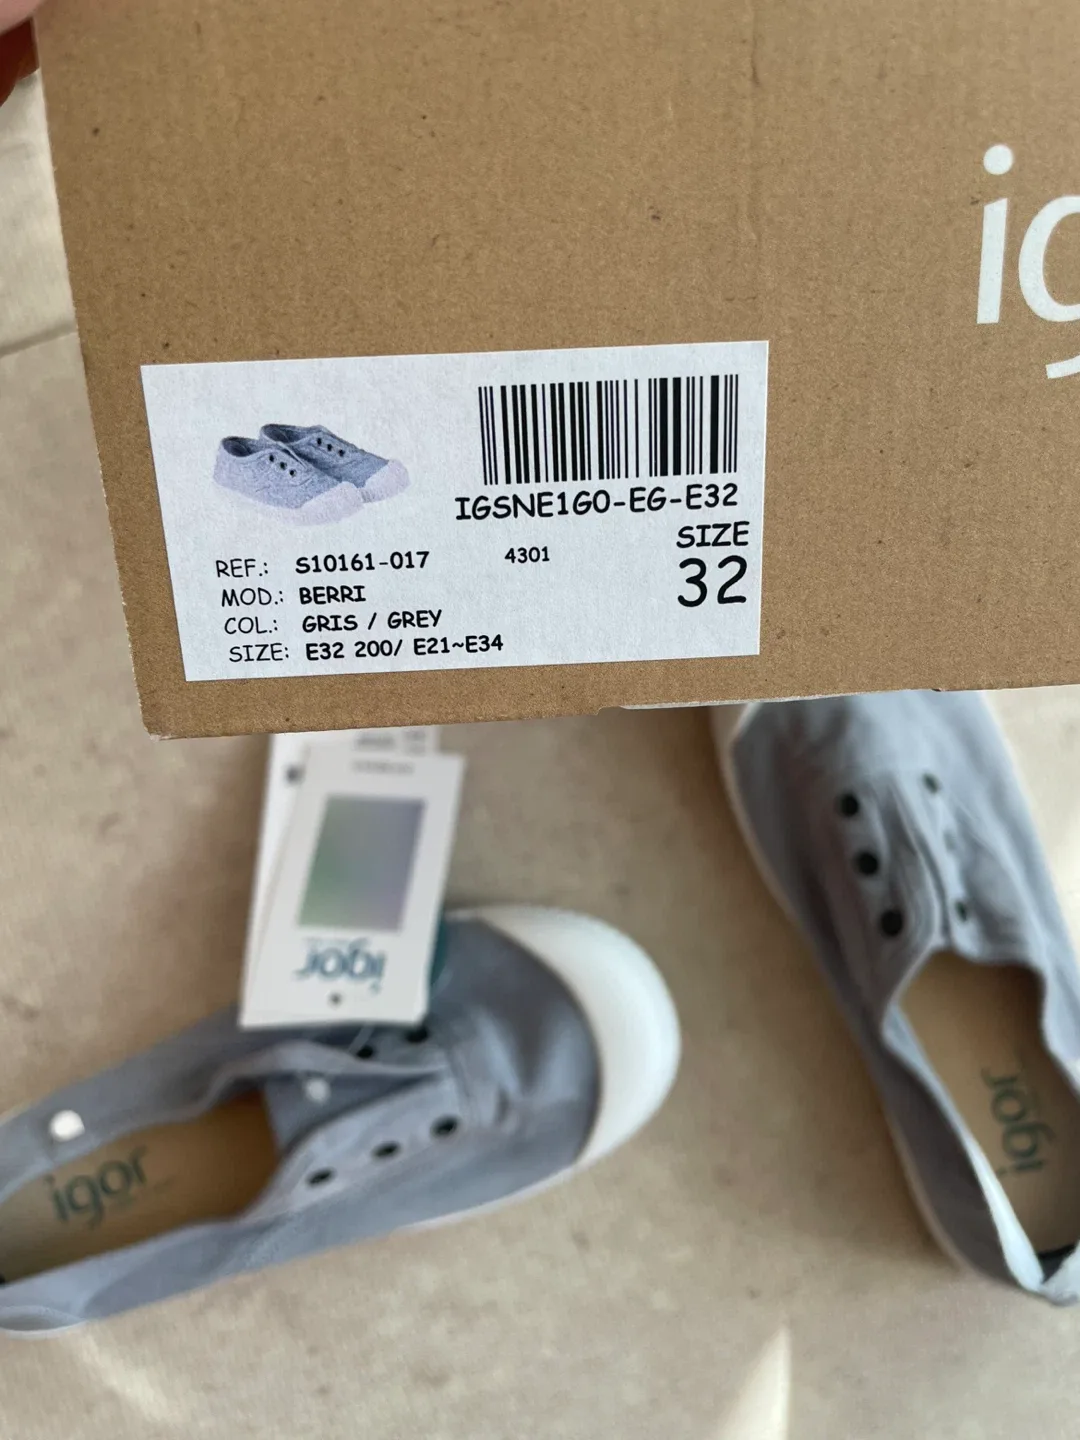 ig
IGSNE1G0-EG-E32
SIZE
32
REF.: S10161-017 4301
MOD.: BERRI
COL.: GRIS / GREY
SIZE: E32 200/ E21~E34
igor
igor
igor